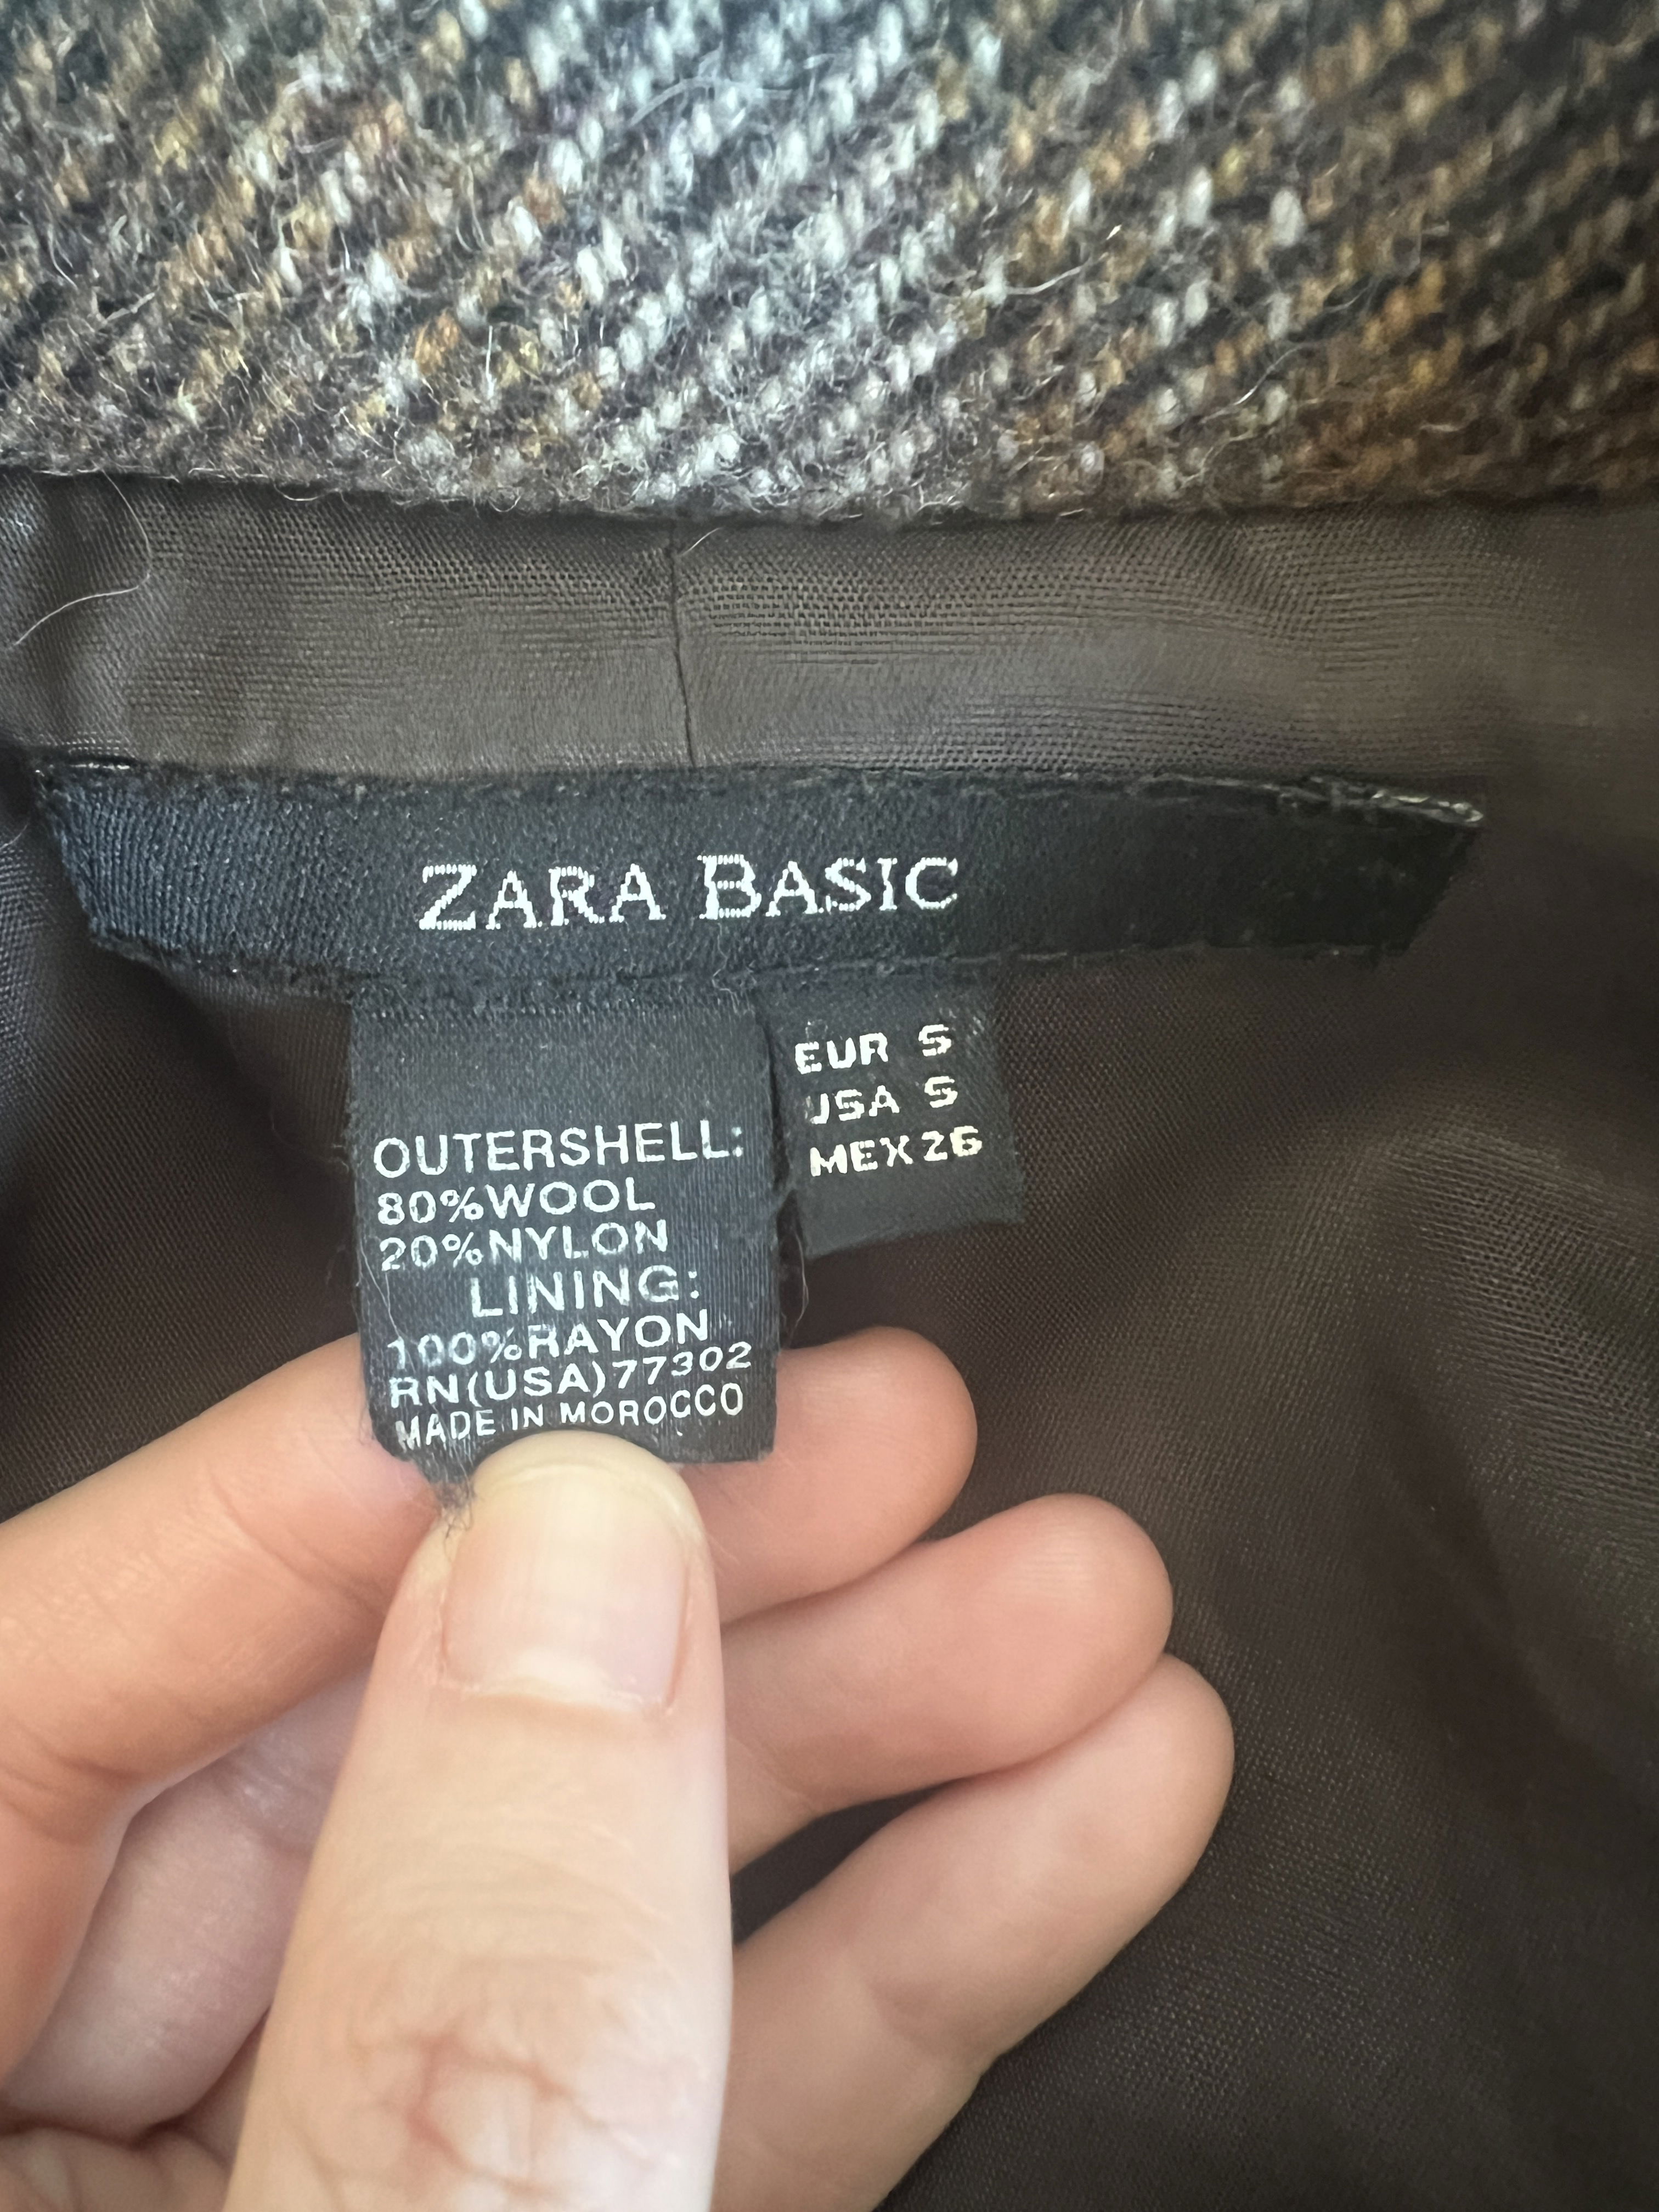 ZARA BASIC
EUR S
USA S
MEX 26
OUTERSHELL:
80%WOOL
20%NYLON
LINING:
100%RAYON
RN(USA)77302
MADE IN MOROCCO